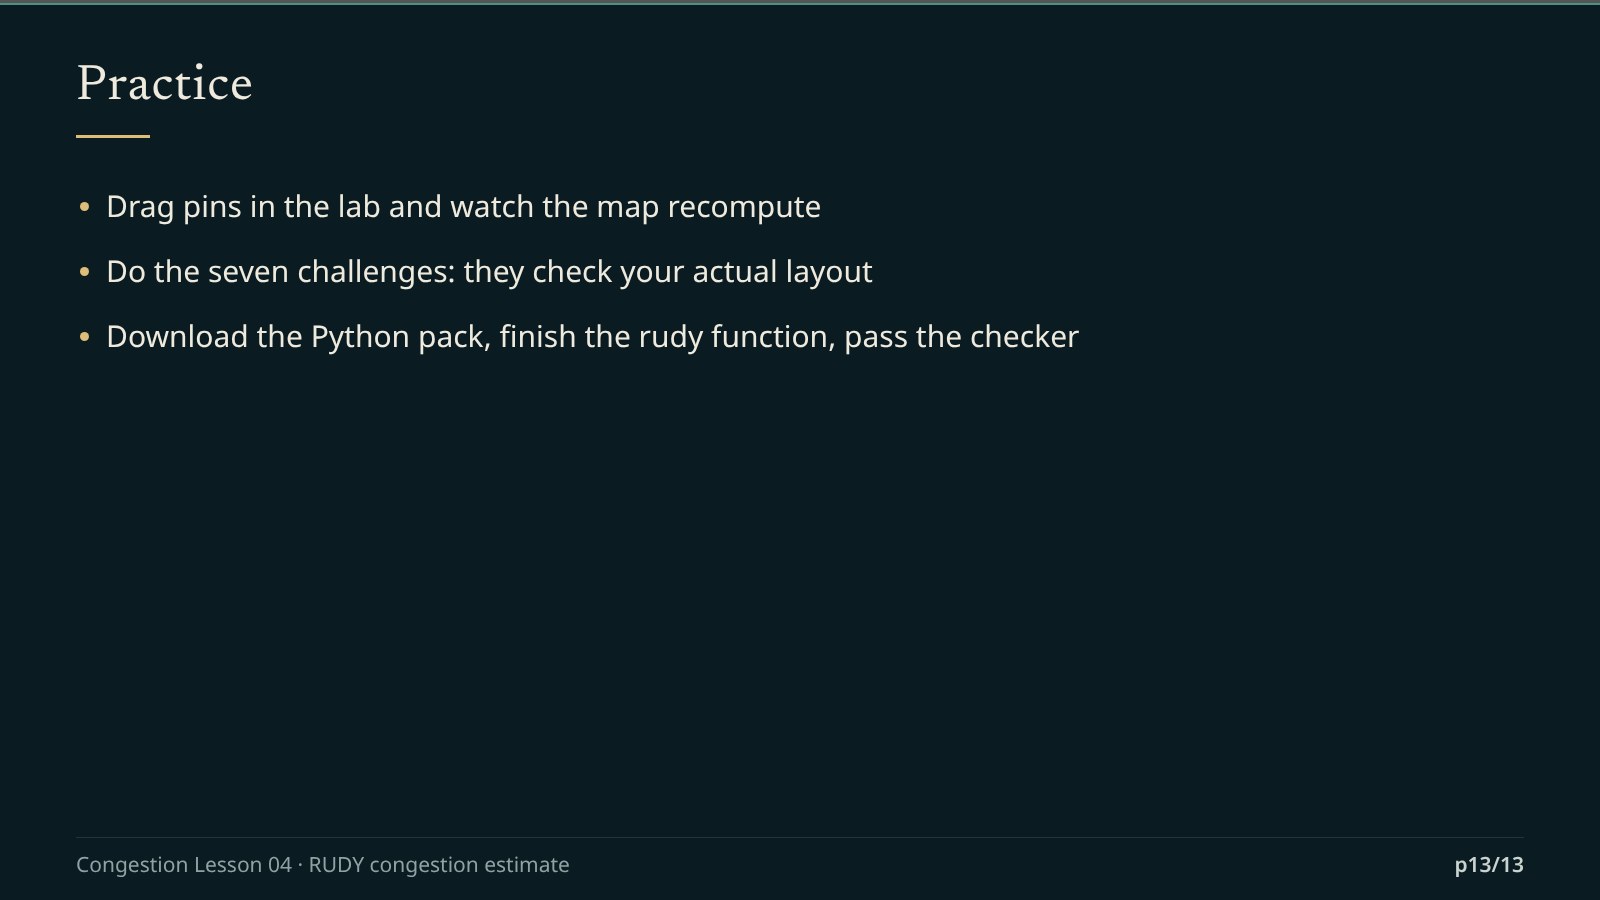 Practice
• Drag pins in the lab and watch the map recompute
• Do the seven challenges: they check your actual layout
• Download the Python pack, finish the rudy function, pass the checker
Congestion Lesson 04 · RUDY congestion estimate
p13/13